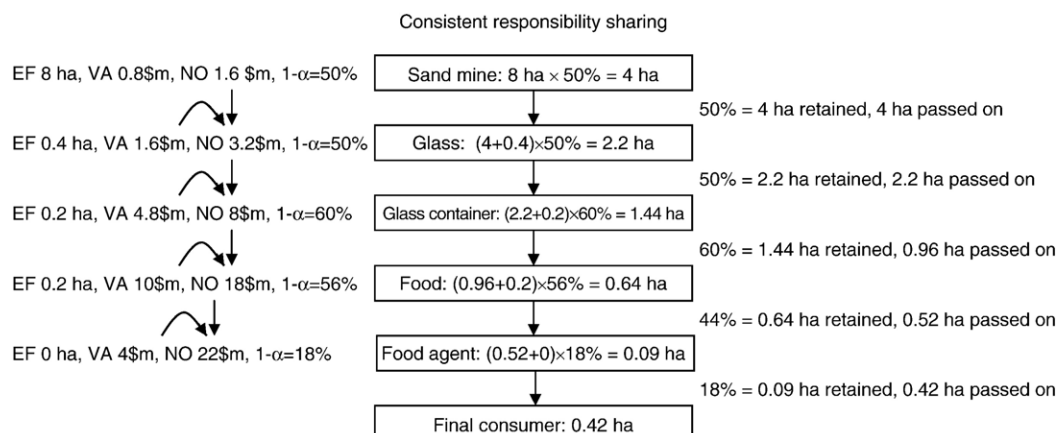 Consistent responsibility sharing
EF 8 ha, VA 0.8$m, NO 1.6 $m, 1-α=50%
Sand mine: 8 ha × 50% = 4 ha
50% = 4 ha retained, 4 ha passed on
EF 0.4 ha, VA 1.6$m, NO 3.2$m, 1-α=50%
Glass: (4+0.4)×50% = 2.2 ha
50% = 2.2 ha retained, 2.2 ha passed on
EF 0.2 ha, VA 4.8$m, NO 8$m, 1-α=60%
Glass container: (2.2+0.2)×60% = 1.44 ha
60% = 1.44 ha retained, 0.96 ha passed on
EF 0.2 ha, VA 10$m, NO 18$m, 1-α=56%
Food: (0.96+0.2)×56% = 0.64 ha
44% = 0.64 ha retained, 0.52 ha passed on
EF 0 ha, VA 4$m, NO 22$m, 1-α=18%
Food agent: (0.52+0)×18% = 0.09 ha
18% = 0.09 ha retained, 0.42 ha passed on
Final consumer: 0.42 ha